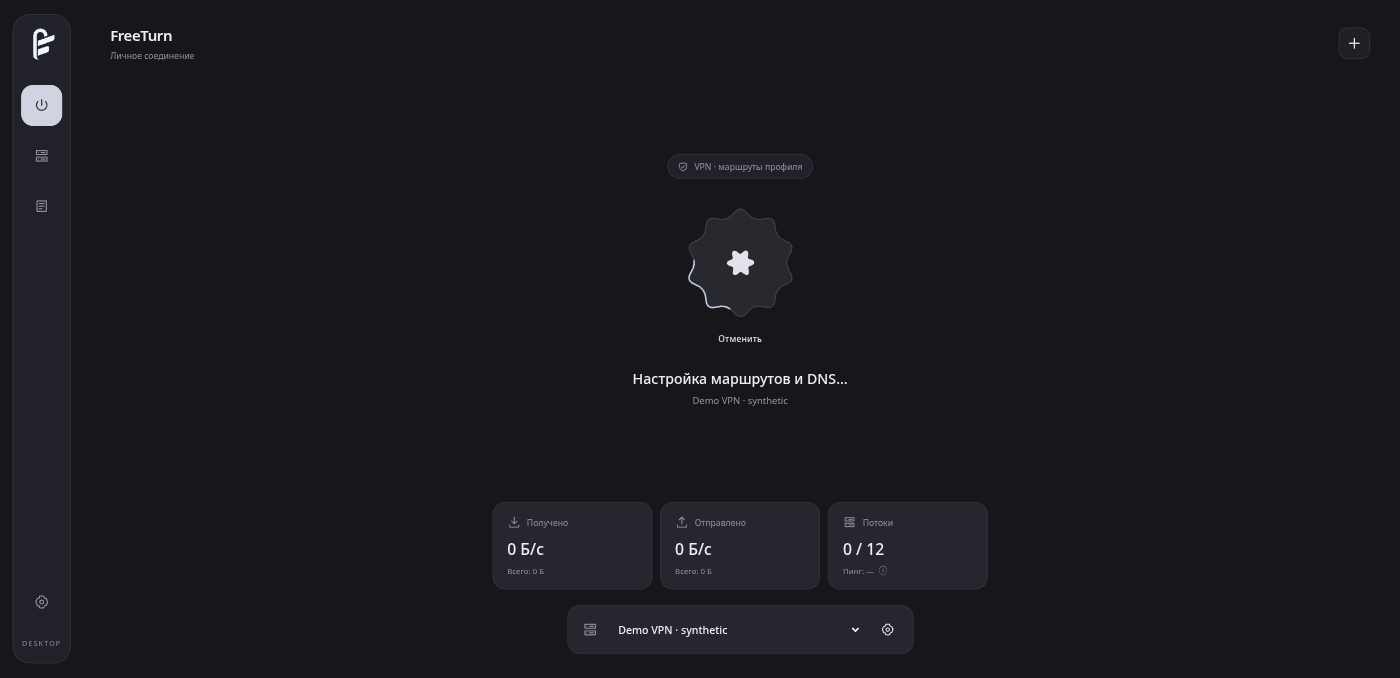 FreeTurn
Личное соединение
VPN · маршруты профиля
Отменить
Настройка маршрутов и DNS...
Demo VPN · synthetic
Получено
0 Б/с
Всего: 0 Б
Отправлено
0 Б/с
Всего: 0 Б
Потоки
0 / 12
Пинг: —
Demo VPN · synthetic
DESKTOP